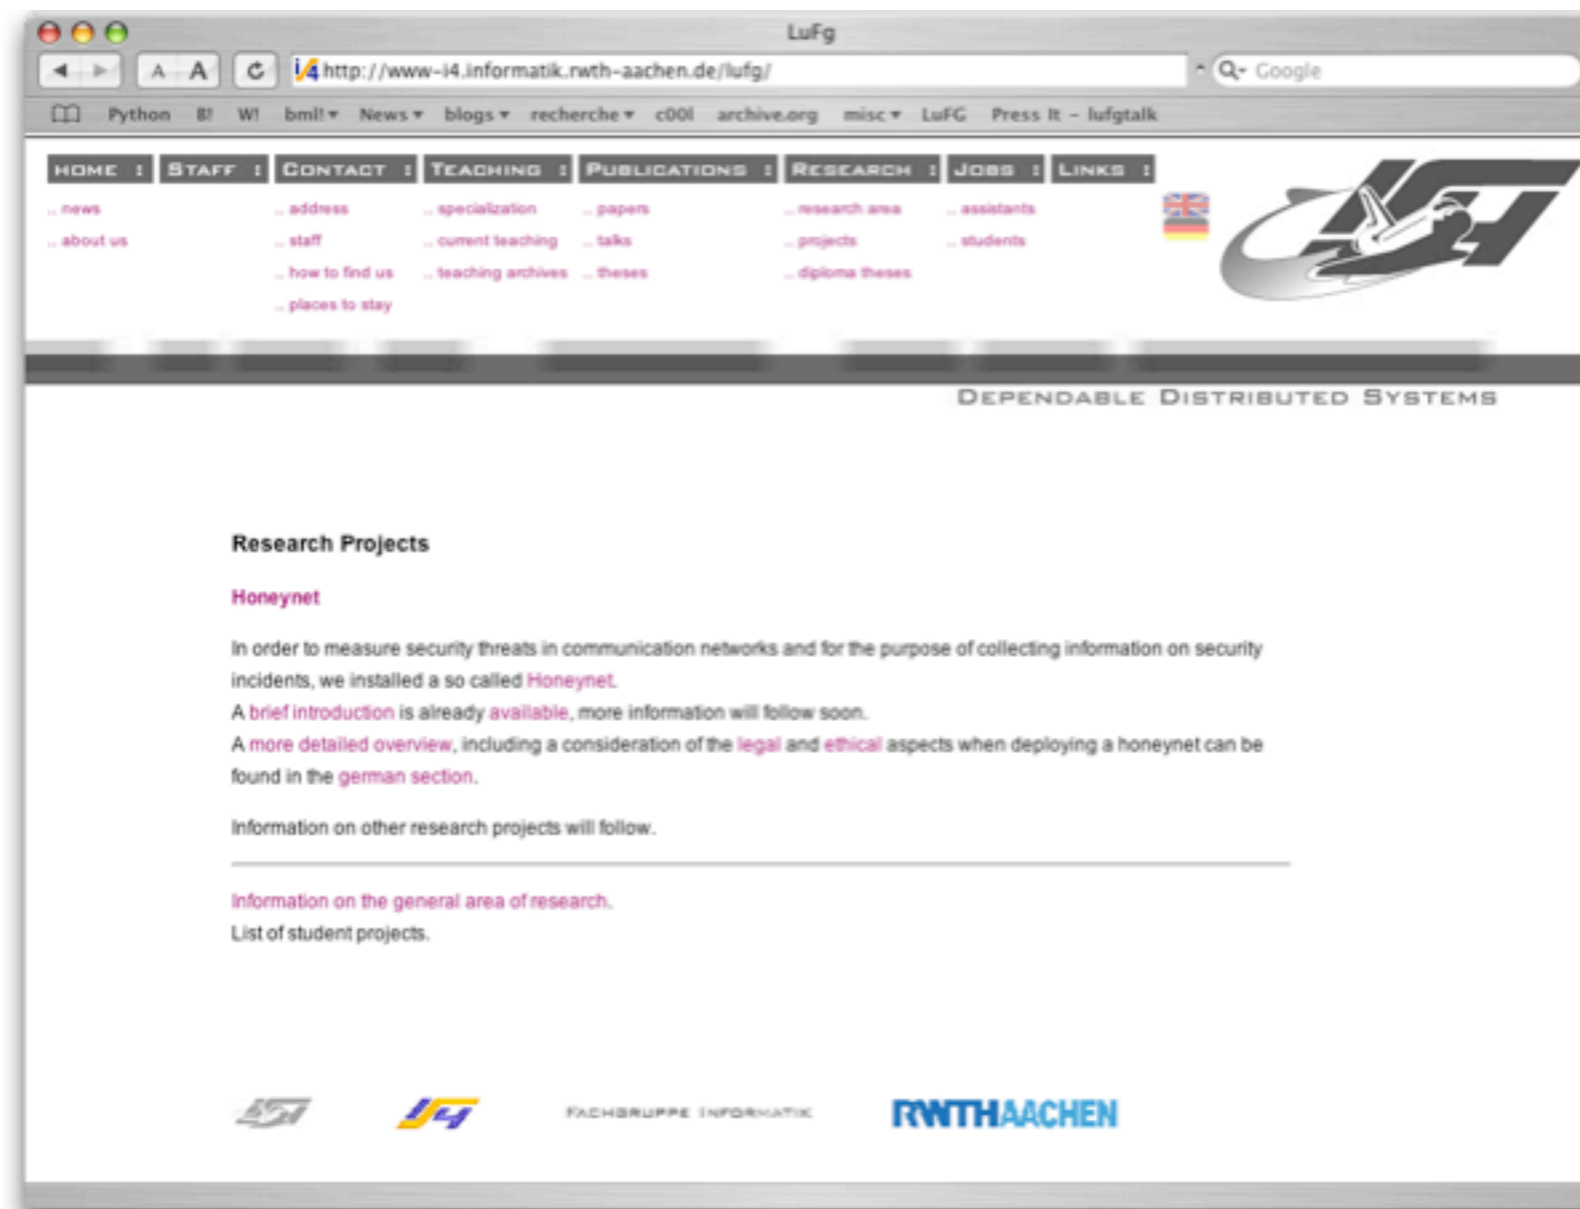 LuFg
A A http://www-i4.informatik.rwth-aachen.de/lufg/ Google
Python B! W! bml! News blogs recherche c00l archive.org misc LuFG Press It - lufgtalk
HOME : STAFF : CONTACT : TEACHING : PUBLICATIONS : RESEARCH : JOBS : LINKS :
.. news .. address .. specialization .. papers .. research area .. assistants
.. about us .. staff .. current teaching .. talks .. projects .. students
.. how to find us .. teaching archives .. theses .. diploma theses
.. places to stay
DEPENDABLE DISTRIBUTED SYSTEMS
Research Projects
Honeynet
In order to measure security threats in communication networks and for the purpose of collecting information on security
incidents, we installed a so called Honeynet.
A brief introduction is already available, more information will follow soon.
A more detailed overview, including a consideration of the legal and ethical aspects when deploying a honeynet can be
found in the german section.
Information on other research projects will follow.
Information on the general area of research.
List of student projects.
I4 FACHGRUPPE INFORMATIK RWTHAACHEN